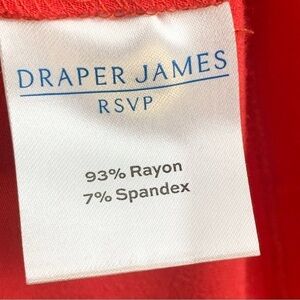 DRAPER JAMES
RSVP
93% Rayon
7% Spandex